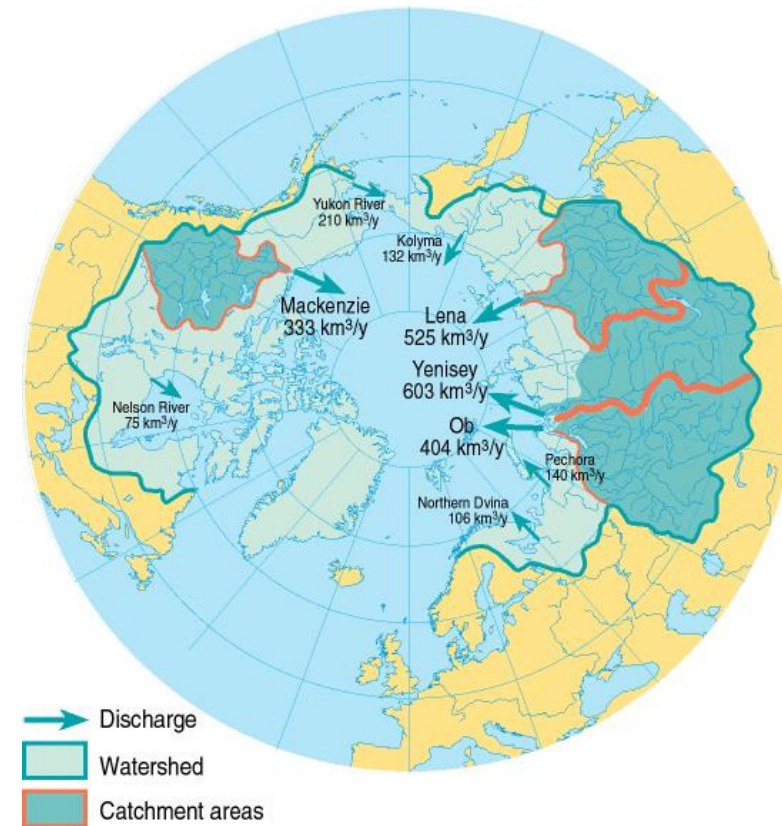 Yukon River
210 km³/y
Kolyma
132 km³/y
Mackenzie
333 km³/y
Lena
525 km³/y
Yenisey
603 km³/y
Nelson River
75 km³/y
Ob
404 km³/y
Pechora
140 km³/y
Northern Dvina
106 km³/y
Discharge
Watershed
Catchment areas